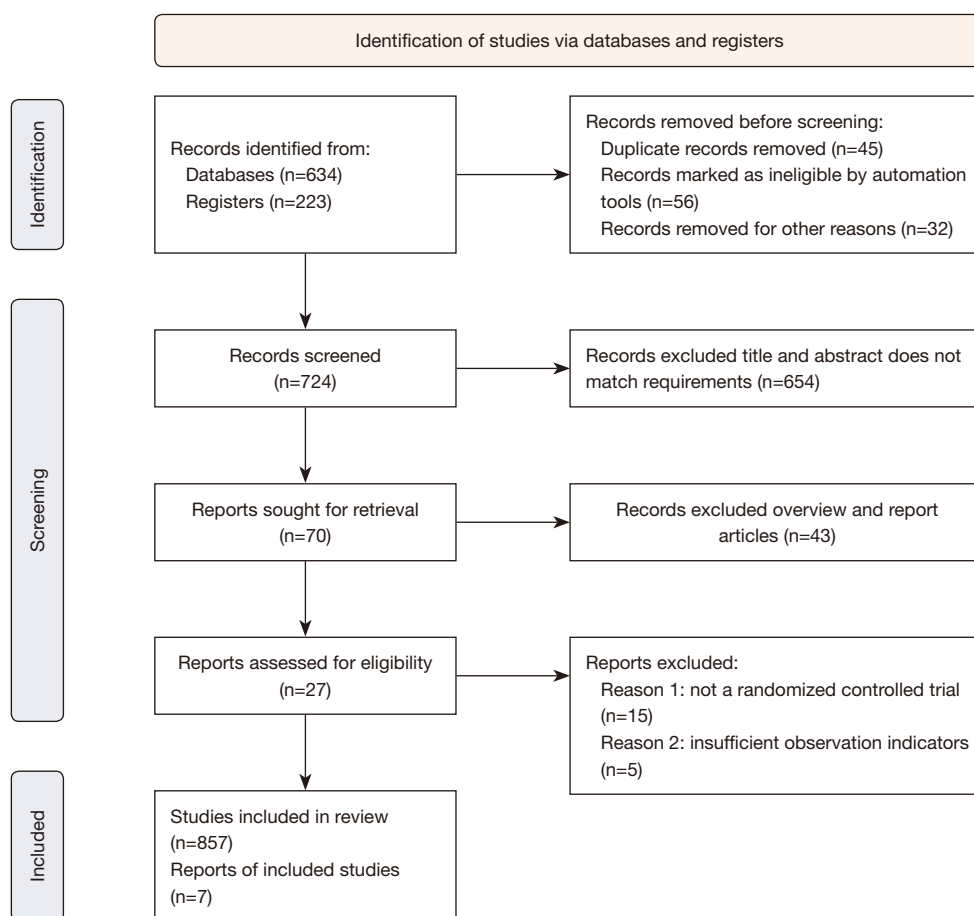 Identification of studies via databases and registers
Identification
Records identified from:
Databases (n=634)
Registers (n=223)
Records removed before screening:
Duplicate records removed (n=45)
Records marked as ineligible by automation
tools (n=56)
Records removed for other reasons (n=32)
Screening
Records screened
(n=724)
Records excluded title and abstract does not
match requirements (n=654)
Reports sought for retrieval
(n=70)
Records excluded overview and report
articles (n=43)
Reports assessed for eligibility
(n=27)
Reports excluded:
Reason 1: not a randomized controlled trial
(n=15)
Reason 2: insufficient observation indicators
(n=5)
Included
Studies included in review
(n=857)
Reports of included studies
(n=7)